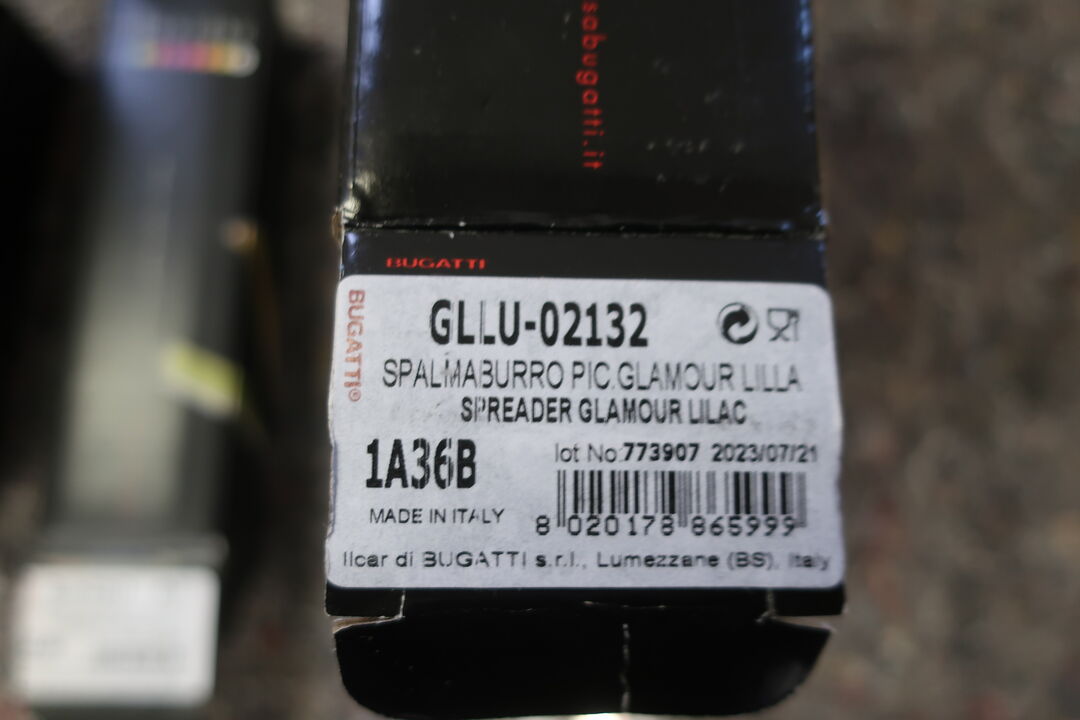 sabugatti.it
BUGATTI
BUGATTI®
GLLU-02132
SPALMABURRO PIC.GLAMOUR LILLA
SPREADER GLAMOUR LILAC
1A36B
lot No:773907 2023/07/21
MADE IN ITALY
8 020178 865999
Ilcar di BUGATTI s.r.l., Lumezzane (BS), Italy